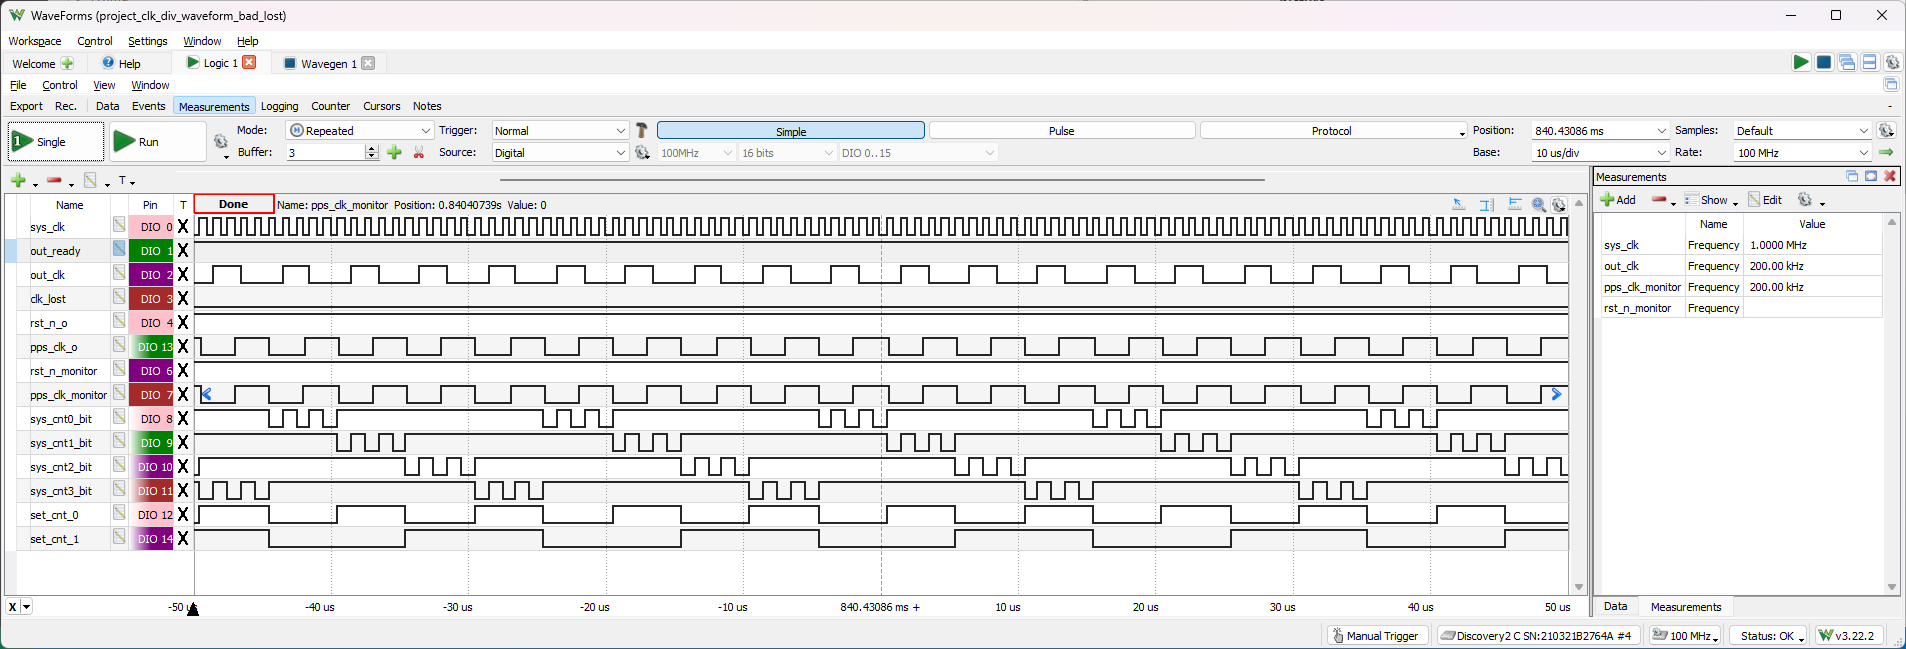 WaveForms (project_clk_div_waveform_bad_lost)
Workspace Control Settings Window Help
Welcome Help Logic 1 Wavegen 1
File Control View Window
Export Rec. Data Events Measurements Logging Counter Cursors Notes
1 Single Run Mode: Repeated Trigger: Normal Simple Pulse Protocol Position: 840.43086 ms Samples: Default
Buffer: 3 Source: Digital 100MHz 16 bits DIO 0..15 Base: 10 us/div Rate: 100 MHz
T
Name Pin T Done Name: pps_clk_monitor Position: 0.84040739s Value: 0
sys_clk DIO 0 X
out_ready DIO 1 X
out_clk DIO 2 X
clk_lost DIO 3 X
rst_n_o DIO 4 X
pps_clk_o DIO 13 X
rst_n_monitor DIO 6 X
pps_clk_monitor DIO 7 X
sys_cnt0_bit DIO 8 X
sys_cnt1_bit DIO 9 X
sys_cnt2_bit DIO 10 X
sys_cnt3_bit DIO 11 X
set_cnt_0 DIO 12 X
set_cnt_1 DIO 14 X
X -50 us -40 us -30 us -20 us -10 us 840.43086 ms + 10 us 20 us 30 us 40 us 50 us
Measurements
Add Show Edit
Name Value
sys_clk Frequency 1.0000 MHz
out_clk Frequency 200.00 kHz
pps_clk_monitor Frequency 200.00 kHz
rst_n_monitor Frequency
Data Measurements
Manual Trigger Discovery2 C SN:210321B2764A #4 100 MHz Status: OK v3.22.2